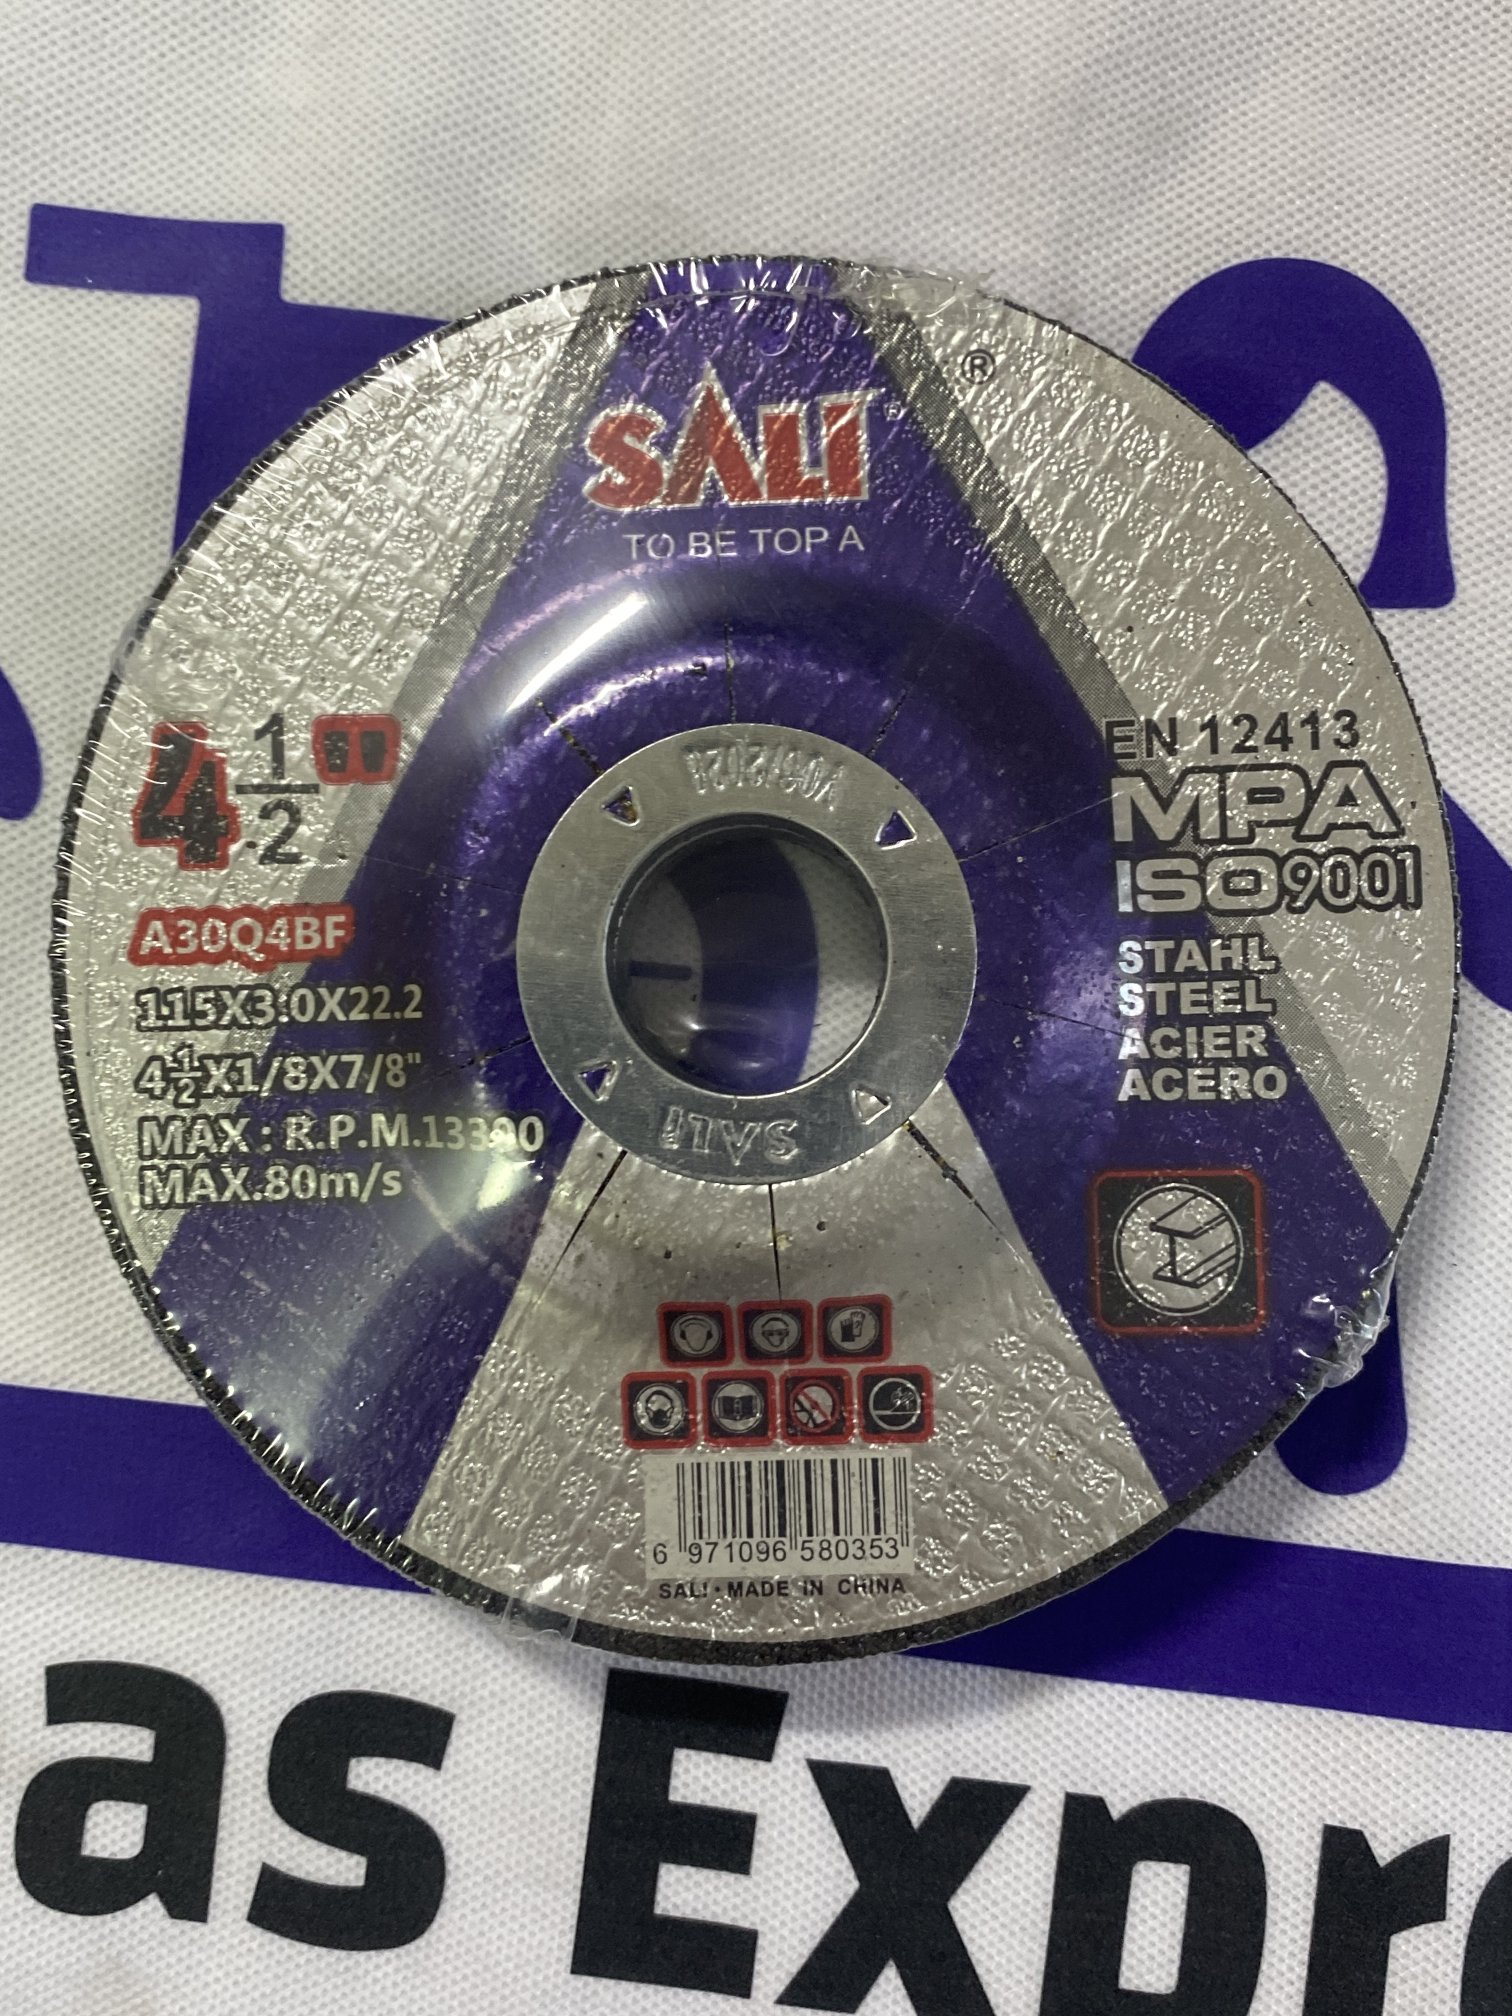 SALI®
TO BE TOP A
®
4 1/2"
A30Q4BF
115X3.0X22.2
4 1/2X1/8X7/8"
MAX: R.P.M.13300
MAX.80m/s
EN 12413
MPA
ISO9001
STAHL
STEEL
ACIER
ACERO
SALI
6 971096 580353
SALI·MADE IN CHINA
as Expre